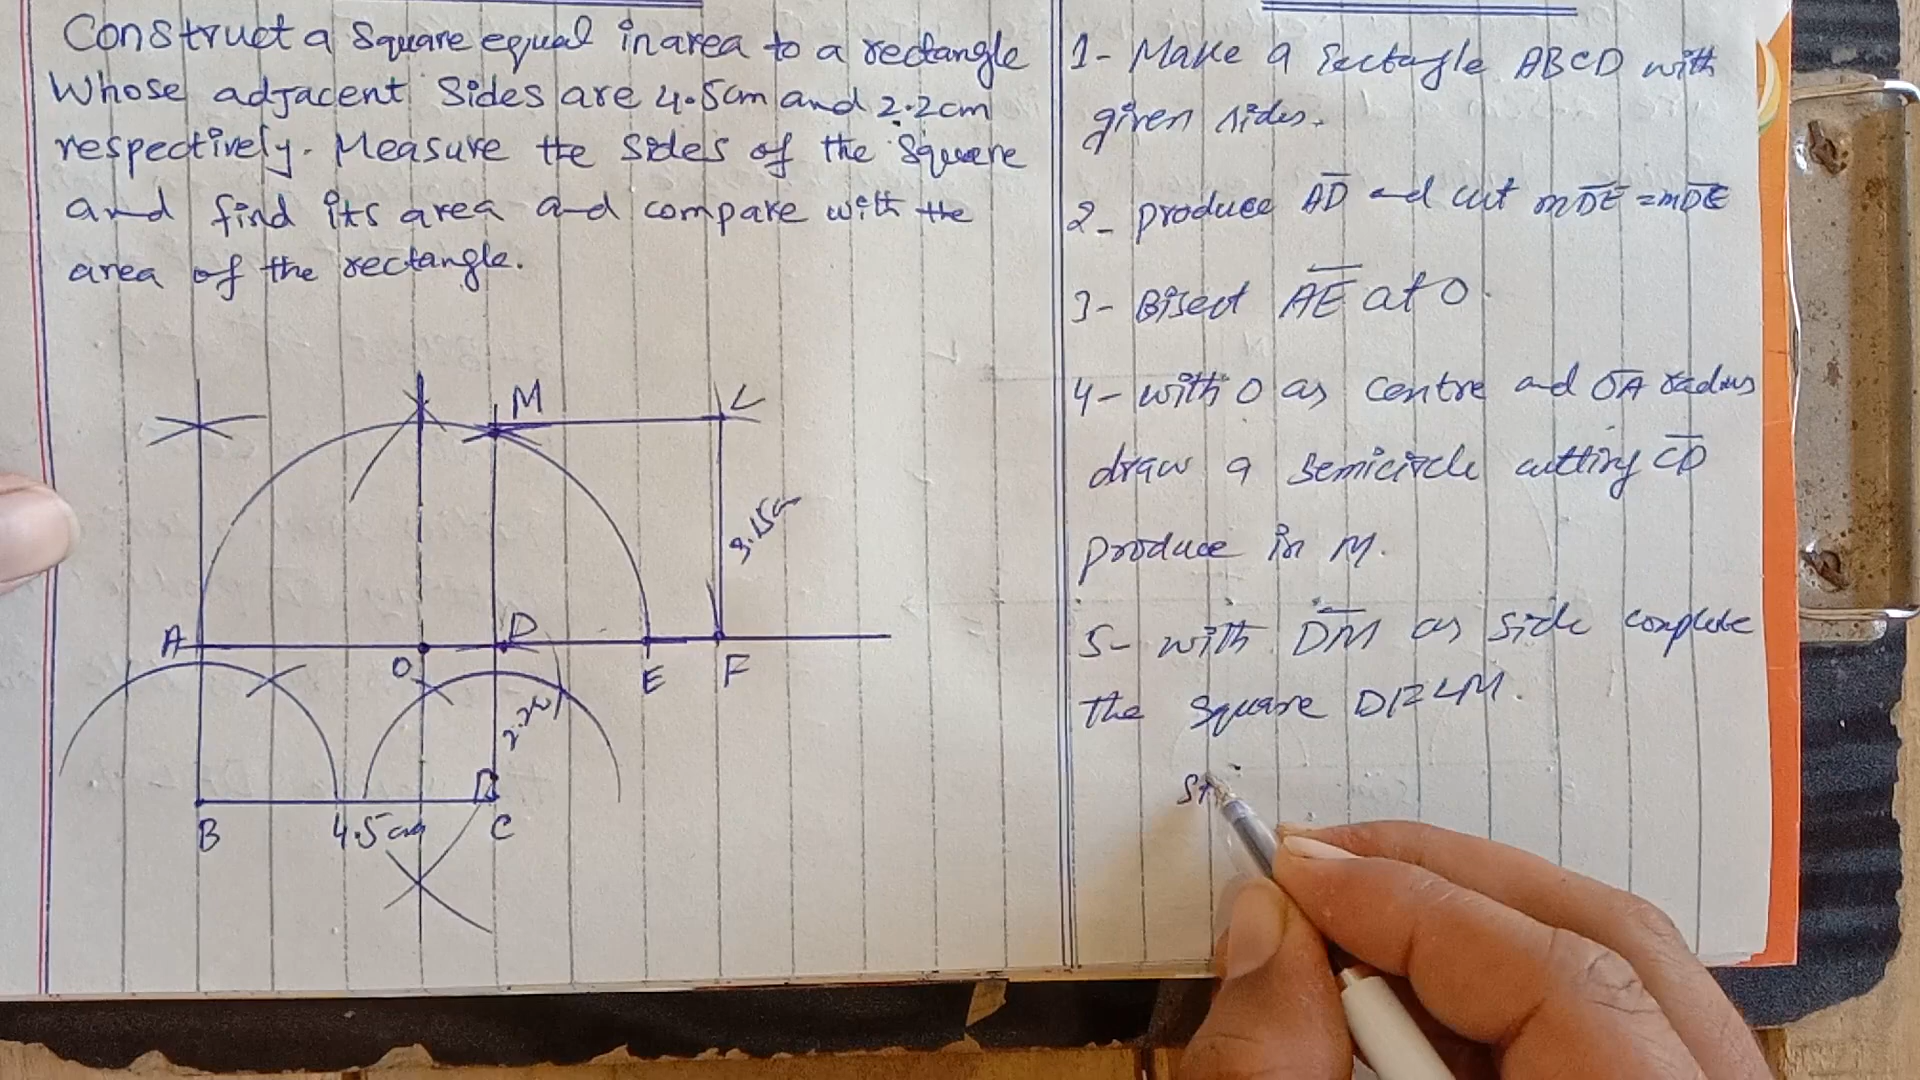 Construct a square equal in area to a rectangle
Whose adjacent sides are 4.5cm and 2.2cm
respectively. Measure the sides of the square
and find its area and compare with the
area of the rectangle.
M
L
3.15c
A
O
D
E
F
2.2c
B
4.5cm
C
1- Make a rectangle ABCD with
given sides.
2- produce AD and cut mDE = mDE
3- Bisect AE at O.
4- with O as centre and OA radius
draw a semicircle cutting CD
produce in M.
5- with DM as side complete
the square DFLM.